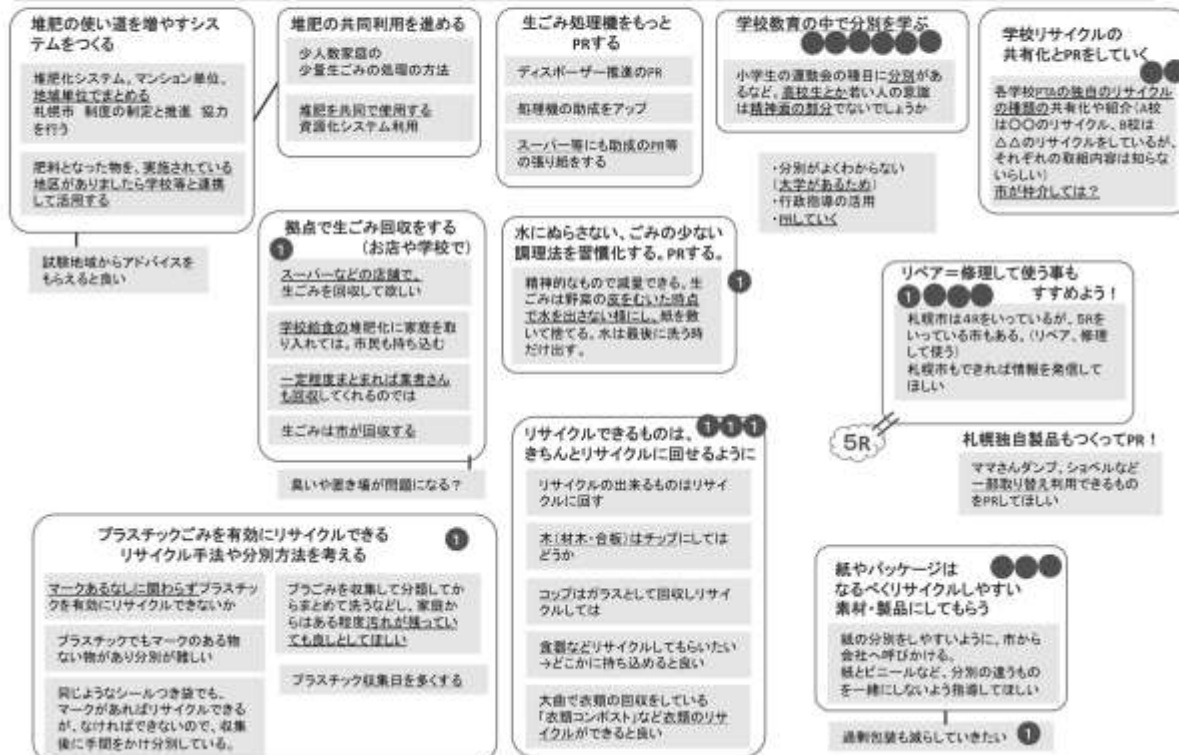 堆肥の使い道を増やすシス
テムをつくる
堆肥化システム。マンション単位。
地域単位でまとめる
札幌市 制度の制定と推進 協力
を行う
肥料となった物を、実施されている
地区がありましたら学校等と連携
して活用する
試験地域からアドバイスを
もらえると良い
堆肥の共同利用を進める
少人数家庭の
少量生ごみの処理の方法
堆肥を共同で使用する
資源化システム利用
生ごみ処理機をもっと
PRする
ディスポーザー推進のPR
処理機の助成をアップ
スーパー等にも助成のPR等
の張り紙をする
学校教育の中で分別を学ぶ
小学生の運動会の種目に分別があ
るなど、高校生とか若い人の意識
は精神面の部分でないでしょうか
・分別がよくわからない
(大学があるため)
・行政指導の活用
・PRしていく
学校リサイクルの
共有化とPRをしていく
各学校PTAの独自のリサイクル
の種類の共有化や紹介(A校
は〇〇のリサイクル、B校は
△△のリサイクルをしているが、
それぞれの取組内容は知らな
いらしい)
市が仲介しては?
拠点で生ごみ回収をする
1 (お店や学校で)
スーパーなどの店舗で、
生ごみを回収して欲しい
学校給食の堆肥化に家庭を取
り入れては。市民も持ち込む
一定程度まとまれば業者さん
も回収してくれるのでは
生ごみは市が回収する
臭いや置き場が問題になる?
水にぬらさない、ごみの少ない
調理法を習慣化する。PRする。
1
精神的なもので減量できる。生
ごみは野菜の皮をむいた時点
で水を出さない様にし、紙を敷
いて捨てる。水は最後に洗う時
だけ出す。
リペア=修理して使う事も
1 すすめよう!
札幌市は4Rをいっているが、5Rを
いっている市もある。(リペア、修理
して使う)
札幌市もできれば情報を発信して
ほしい
5R
札幌独自製品もつくってPR!
ママさんダンプ、ショベルなど
一部取り替え利用できるもの
をPRしてほしい
リサイクルできるものは、 1 1 1
きちんとリサイクルに回せるように
リサイクルの出来るものはリサイ
クルに回す
木(材木・合板)はチップにしては
どうか
コップはガラスとして回収しリサイ
クルしては
食器などリサイクルしてもらいたい
→どこかに持ち込めると良い
大曲で衣類の回収をしている
「衣類コンポスト」など衣類のリサ
イクルができると良い
プラスチックごみを有効にリサイクルできる
リサイクル手法や分別方法を考える
1
マークあるなしに関わらずプラスチッ
クを有効にリサイクルできないか
プラスチックでもマークのある物
ない物があり分別が難しい
同じようなシールつき袋でも、
マークがあればリサイクルできる
が、なければできないので、収集
後に手間をかけ分別している。
プラごみを収集して分類してか
らまとめて洗うなどし、家庭か
らはある程度汚れが残ってい
ても良しとしてほしい
プラスチック収集日を多くする
紙やパッケージは
なるべくリサイクルしやすい
素材・製品にしてもらう
紙の分別をしやすいように、市から
会社へ呼びかける。
紙とビニールなど、分別の違うもの
を一緒にしないよう指導してほしい
過剰包装も減らしていきたい 1